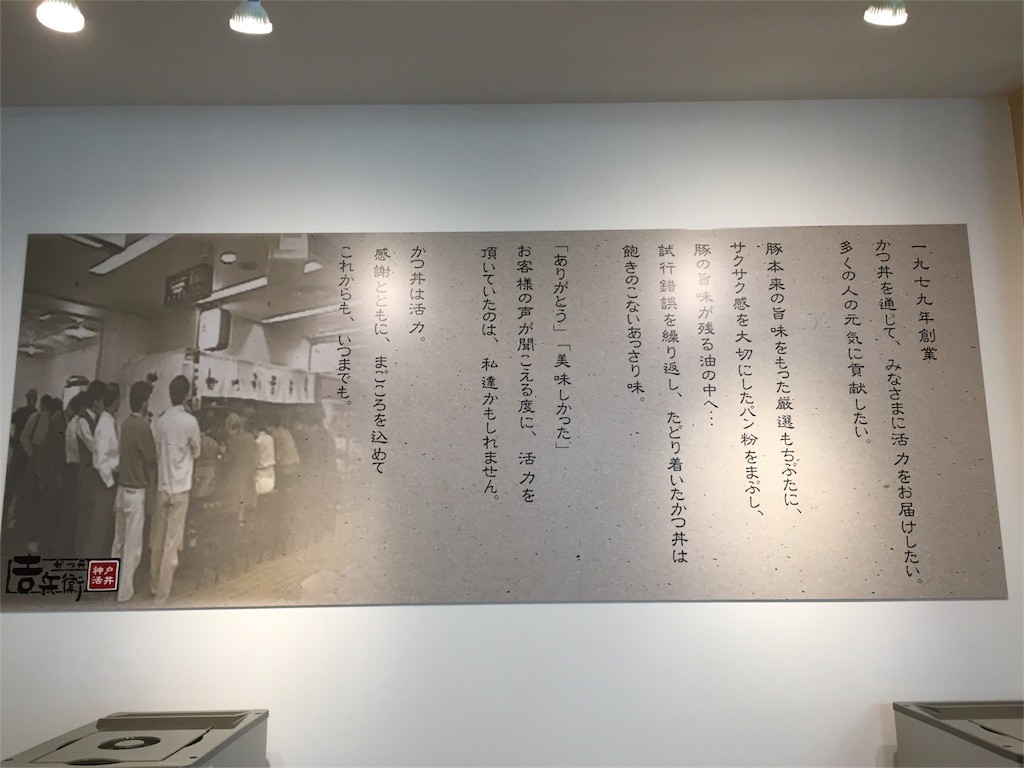 一九七九年創業
かつ丼を通じて、みなさまに活力をお届けしたい。
多くの人の元気に貢献したい。
豚本来の旨味をもった厳選もちぶたに、
サクサク感を大切にしたパン粉をまぶし、
豚の旨味が残る油の中へ…
試行錯誤を繰り返し、たどり着いたかつ丼は
飽きのこないあっさり味。
「ありがとう」「美味しかった」
お客様の声が聞こえる度に、活力を
頂いていたのは、私達かもしれません。
かつ丼は活力。
感謝とともに、まごころを込めて
これからも、いつまでも。
かつ丼
吉兵衛
神戸
活丼